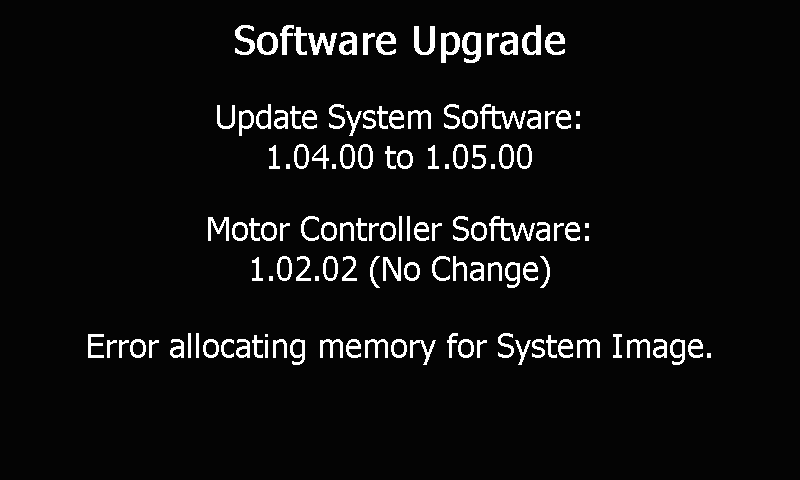 Software Upgrade
Update System Software:
1.04.00 to 1.05.00
Motor Controller Software:
1.02.02 (No Change)
Error allocating memory for System Image.